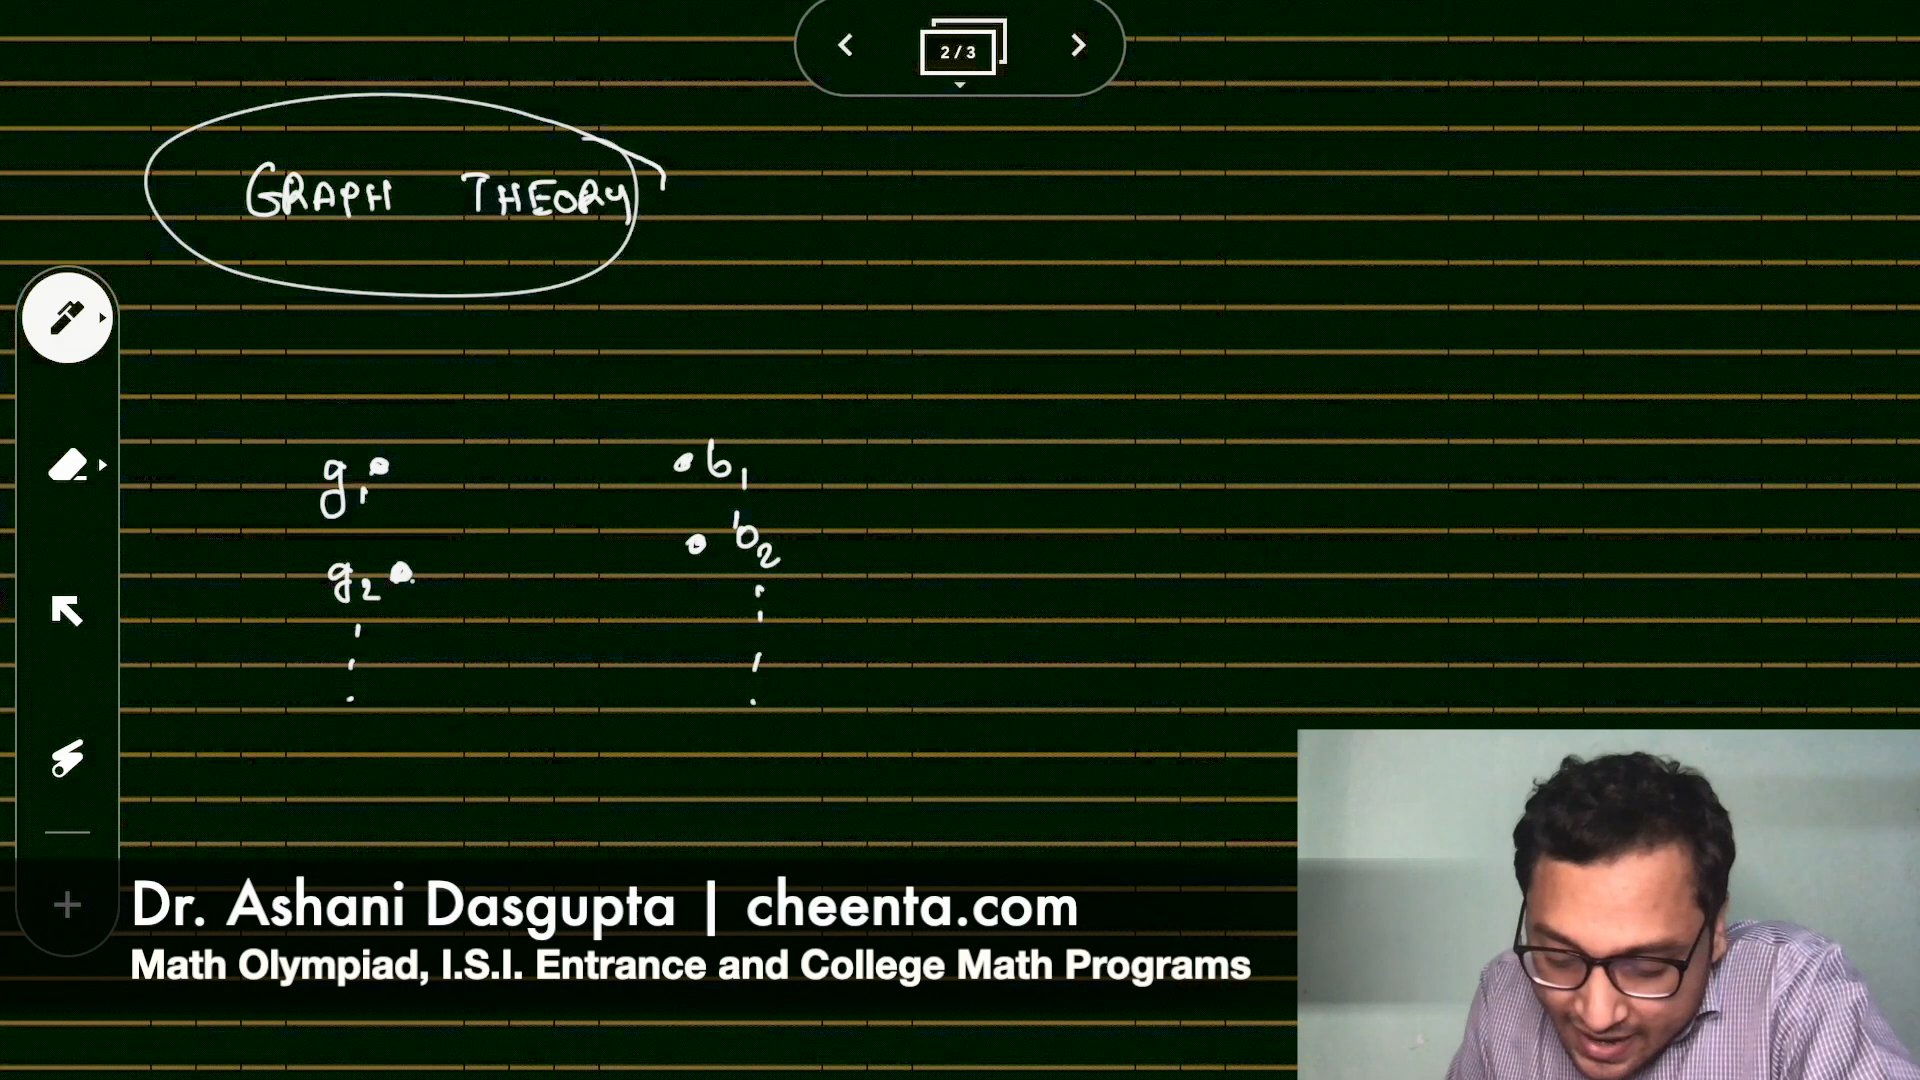 2 / 3
GRAPH THEORY
g1 b1
b2
g2
Dr. Ashani Dasgupta | cheenta.com
Math Olympiad, I.S.I. Entrance and College Math Programs